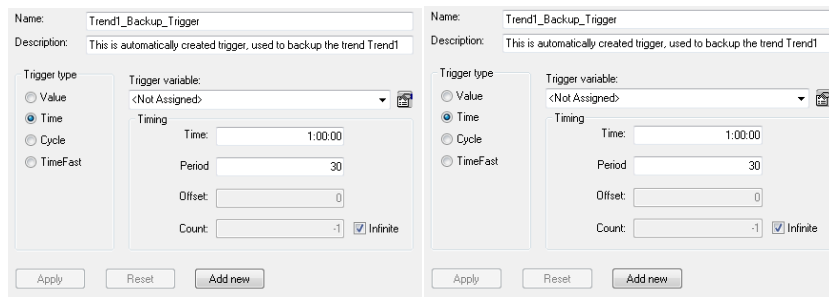 Name: Trend1_Backup_Trigger
Description: This is automatically created trigger, used to backup the trend Trend1
Trigger type
Value
Time
Cycle
TimeFast
Trigger variable:
<Not Assigned>
Timing
Time: 1:00:00
Period 30
Offset: 0
Count: -1 Infinite
Apply Reset Add new
Name: Trend1_Backup_Trigger
Description: This is automatically created trigger, used to backup the trend Trend1
Trigger type
Value
Time
Cycle
TimeFast
Trigger variable:
<Not Assigned>
Timing
Time: 1:00:00
Period 30
Offset: 0
Count: -1 Infinite
Apply Reset Add new